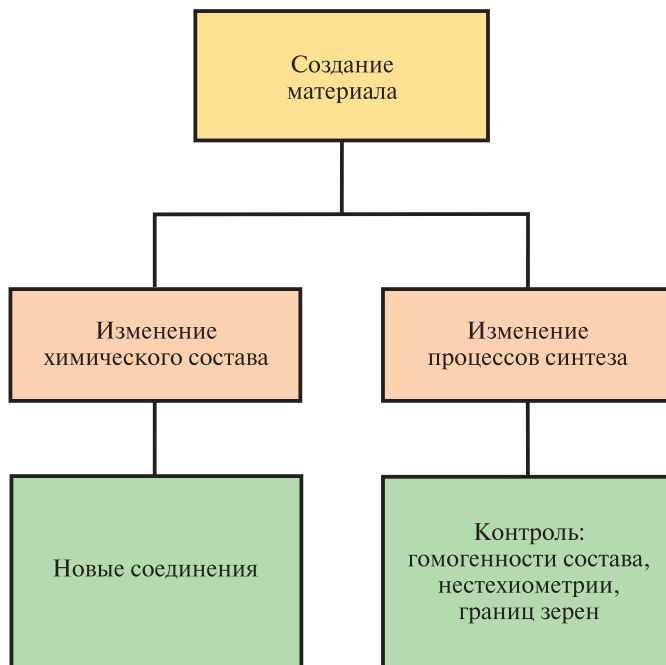 Создание
материала
Изменение
химического состава
Изменение
процессов синтеза
Новые соединения
Контроль:
гомогенности состава,
нестехиометрии,
границ зерен